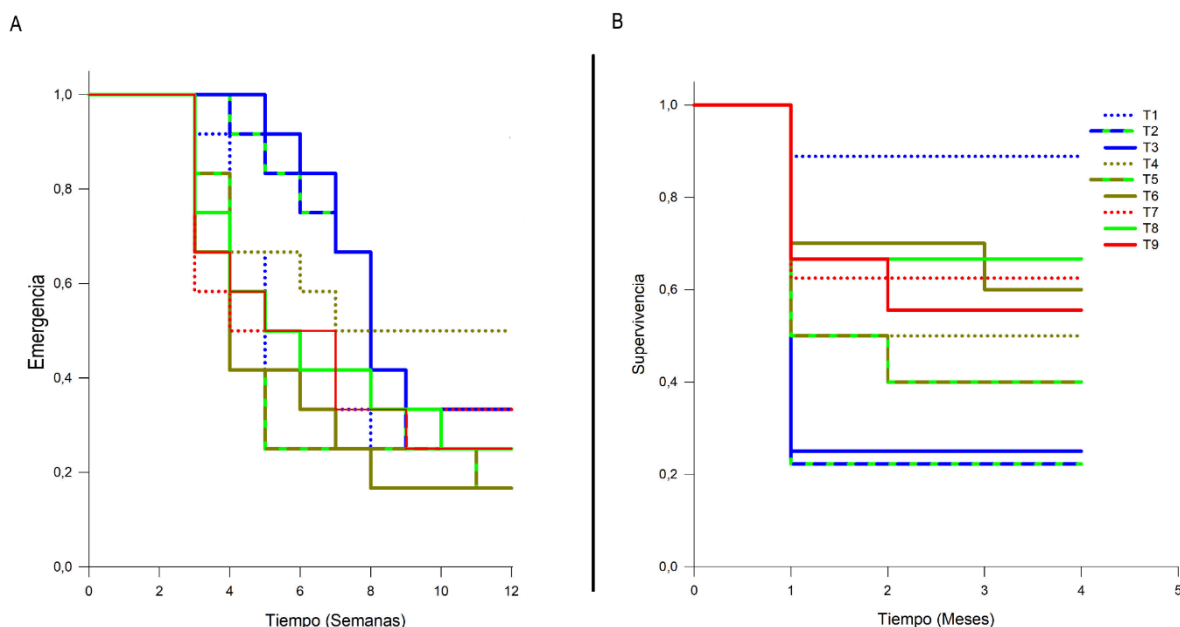 A
Emergencia
1,0
0,8
0,6
0,4
0,2
0,0
0 2 4 6 8 10 12
Tiempo (Semanas)
B
Supervivencia
1,0
0,8
0,6
0,4
0,2
0,0
0 1 2 3 4 5
Tiempo (Meses)
T1
T2
T3
T4
T5
T6
T7
T8
T9